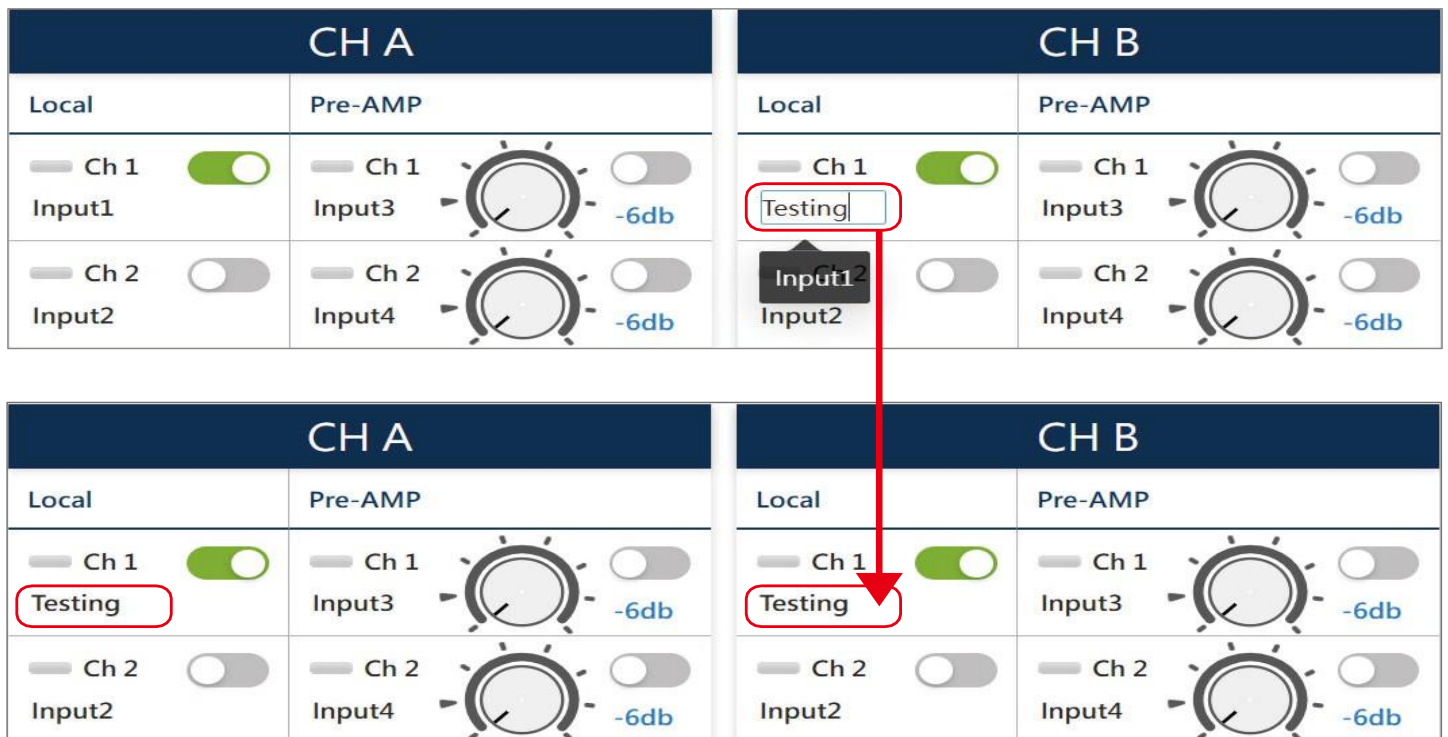 CH A CH B
Local Pre-AMP Local Pre-AMP
Ch 1 Ch 1 Ch 1 Ch 1
Input1 Input3 -6db Testing Input3 -6db
Ch 2 Ch 2 Input1 Ch 2 Ch 2
Input2 Input4 -6db Input2 Input4 -6db
CH A CH B
Local Pre-AMP Local Pre-AMP
Ch 1 Ch 1 Ch 1 Ch 1
Testing Input3 -6db Testing Input3 -6db
Ch 2 Ch 2 Ch 2 Ch 2
Input2 Input4 -6db Input2 Input4 -6db